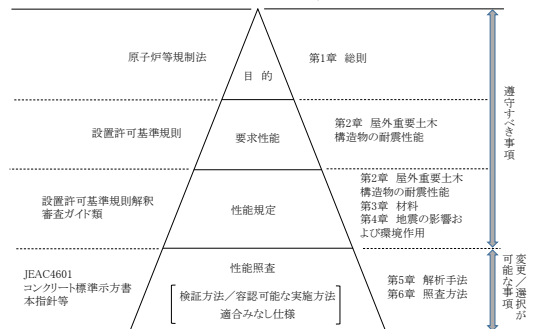 原子炉等規制法
目 的
第1章 総則
設置許可基準規則
要求性能
第2章 屋外重要土木
構造物の耐震性能
設置許可基準規則解釈
審査ガイド類
性能規定
第2章 屋外重要土木
構造物の耐震性能
第3章 材料
第4章 地震の影響お
よび環境作用
遵守すべき事項
JEAC4601
コンクリート標準示方書
本指針等
性能照査
検証方法/容認可能な実施方法
適合みなし仕様
第5章 解析手法
第6章 照査方法
変更/選択が
可能な事項